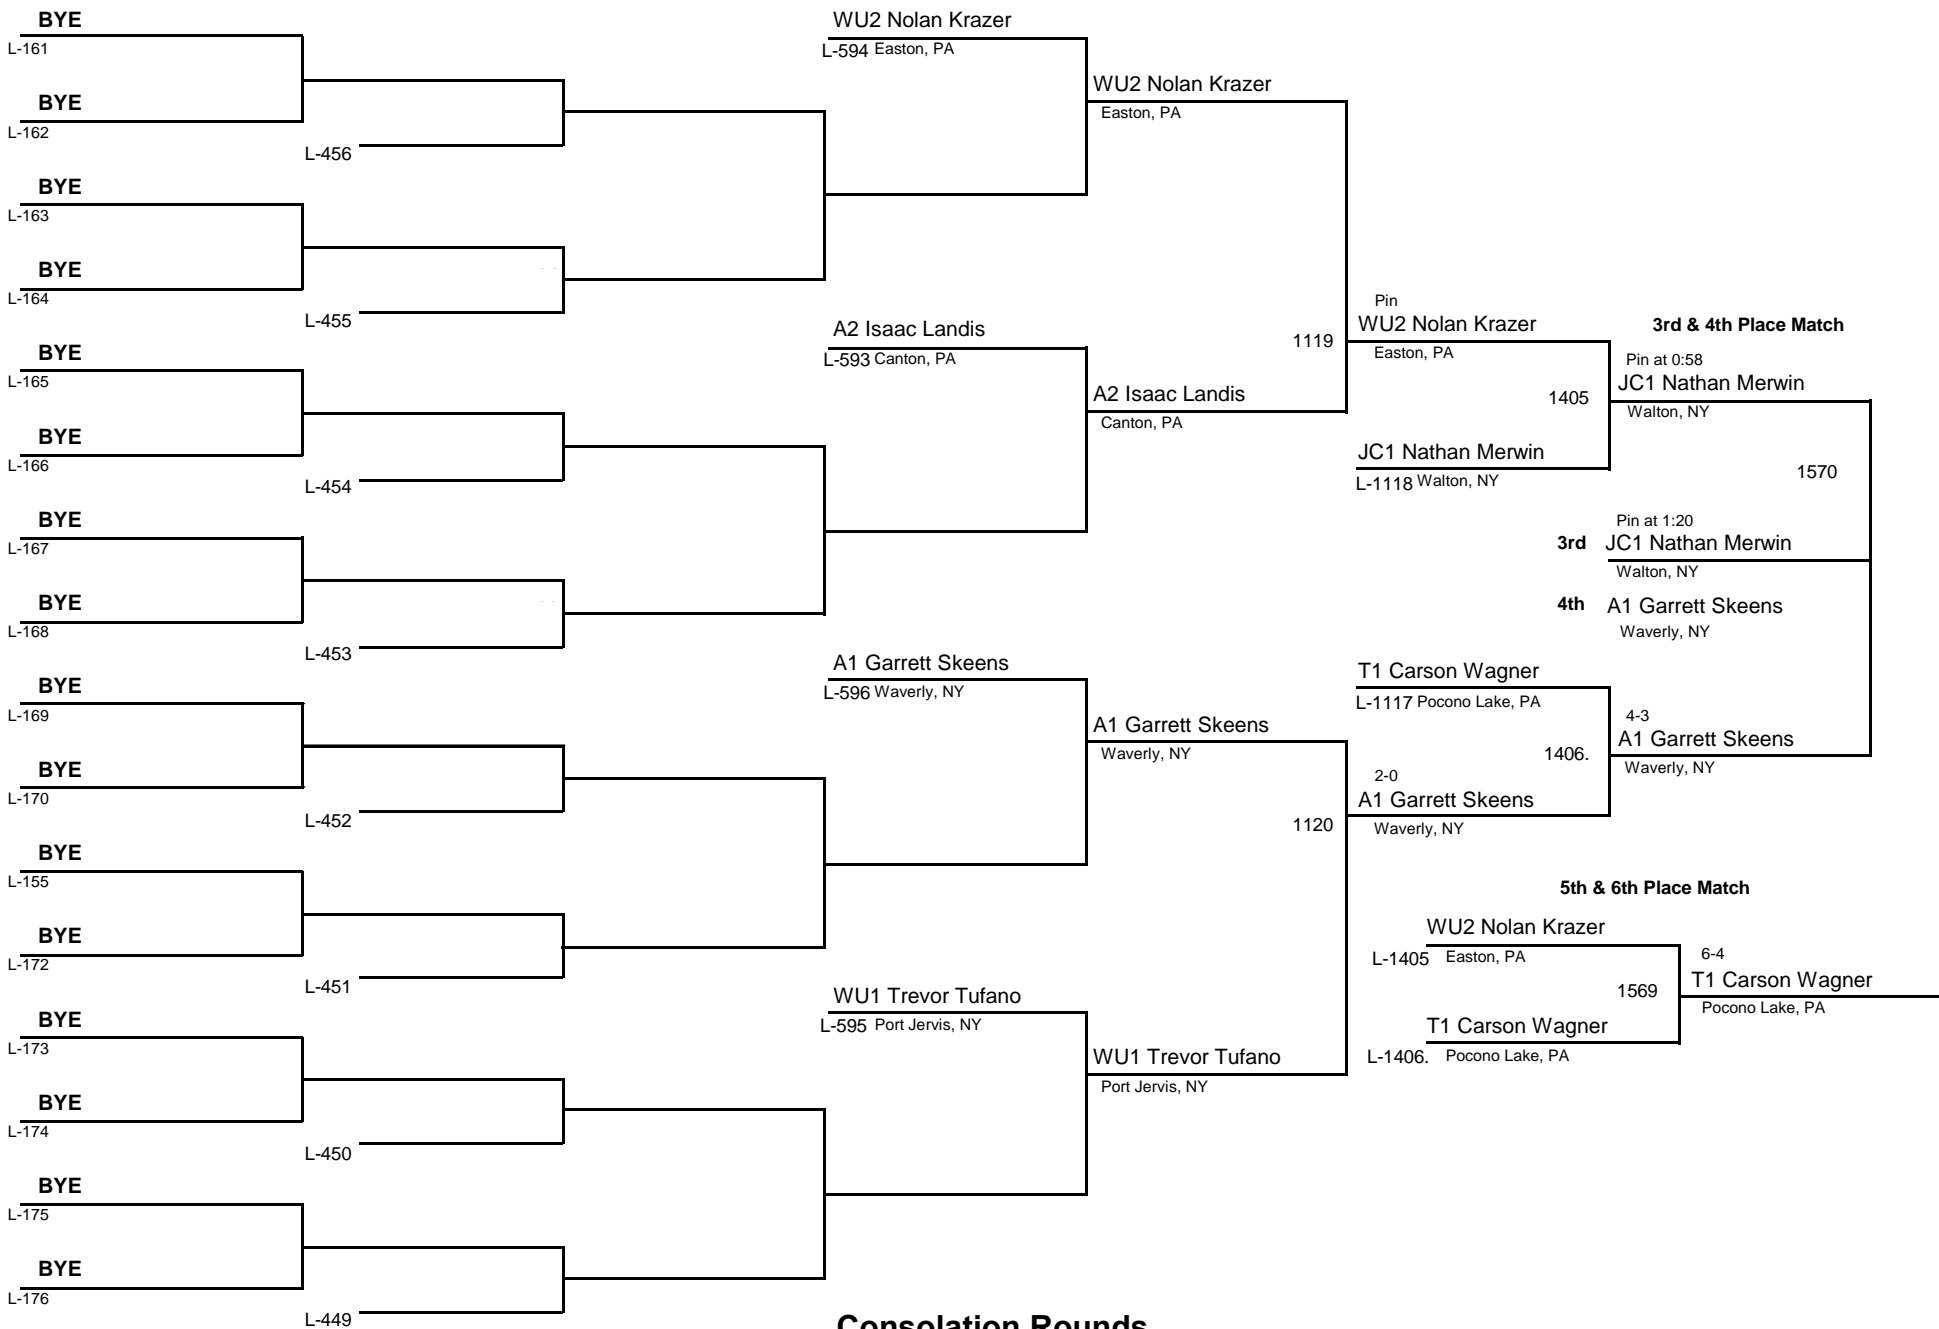 BYE
L-161
BYE
L-162
L-456
BYE
L-163
BYE
L-164
L-455
BYE
L-165
BYE
L-166
L-454
BYE
L-167
BYE
L-168
L-453
BYE
L-169
BYE
L-170
L-452
BYE
L-155
BYE
L-172
L-451
BYE
L-173
BYE
L-174
L-450
BYE
L-175
BYE
L-176
L-449
WU2 Nolan Krazer
L-594 Easton, PA
A2 Isaac Landis
L-593 Canton, PA
A1 Garrett Skeens
L-596 Waverly, NY
WU1 Trevor Tufano
L-595 Port Jervis, NY
WU2 Nolan Krazer
Easton, PA
1119
A2 Isaac Landis
Canton, PA
A1 Garrett Skeens
Waverly, NY
1120
WU1 Trevor Tufano
Port Jervis, NY
Pin
WU2 Nolan Krazer
Easton, PA
1405
JC1 Nathan Merwin
L-1118 Walton, NY
T1 Carson Wagner
L-1117 Pocono Lake, PA
1406.
2-0
A1 Garrett Skeens
Waverly, NY
3rd & 4th Place Match
Pin at 0:58
JC1 Nathan Merwin
Walton, NY
1570
Pin at 1:20
3rd JC1 Nathan Merwin
Walton, NY
4th A1 Garrett Skeens
Waverly, NY
4-3
A1 Garrett Skeens
Waverly, NY
5th & 6th Place Match
WU2 Nolan Krazer
L-1405 Easton, PA
1569
T1 Carson Wagner
L-1406. Pocono Lake, PA
6-4
T1 Carson Wagner
Pocono Lake, PA
Consolation Rounds